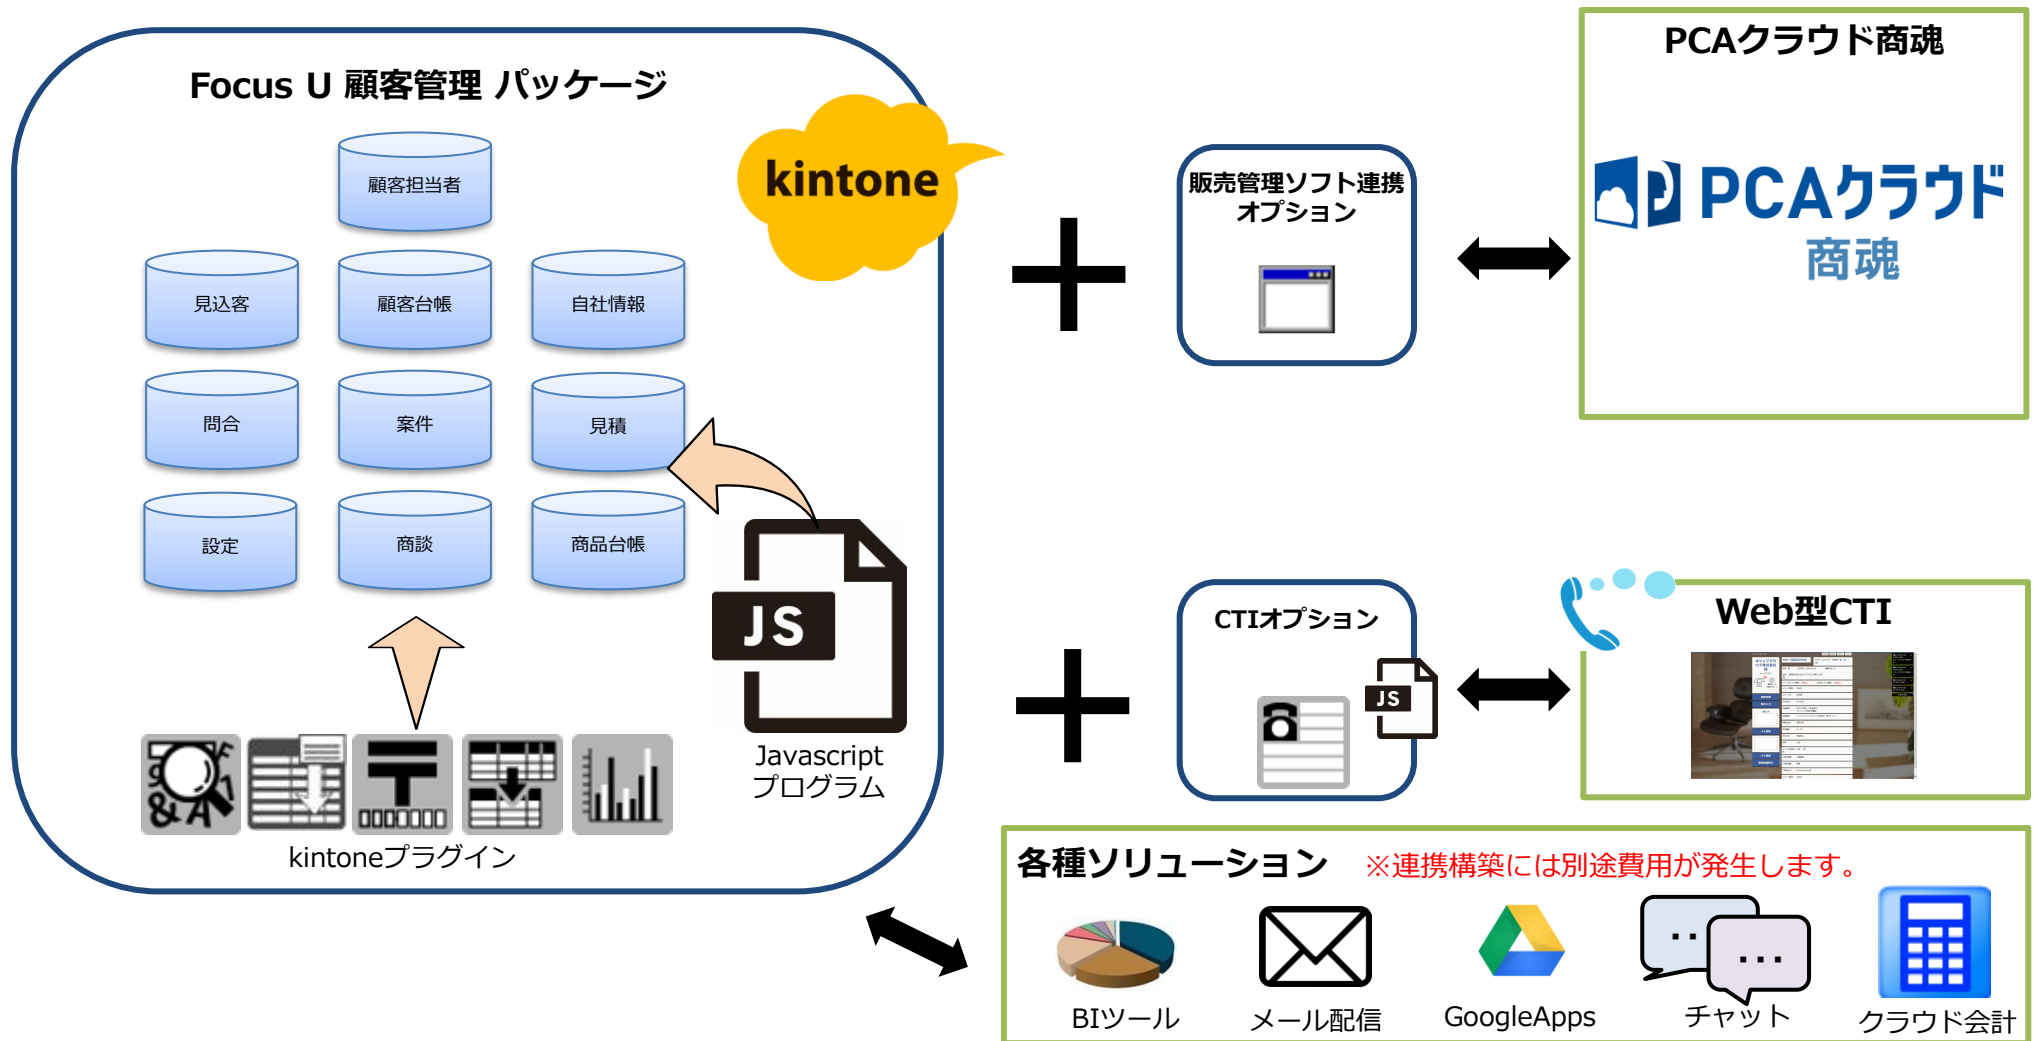 Focus U 顧客管理 パッケージ
kintone
顧客担当者
見込客
顧客台帳
自社情報
問合
案件
見積
設定
商談
商品台帳
JS
Javascript
プログラム
kintoneプラグイン
販売管理ソフト連携
オプション
PCAクラウド商魂
PCAクラウド
商魂
CTIオプション
JS
Web型CTI
各種ソリューション ※連携構築には別途費用が発生します。
BIツール
メール配信
GoogleApps
チャット
クラウド会計